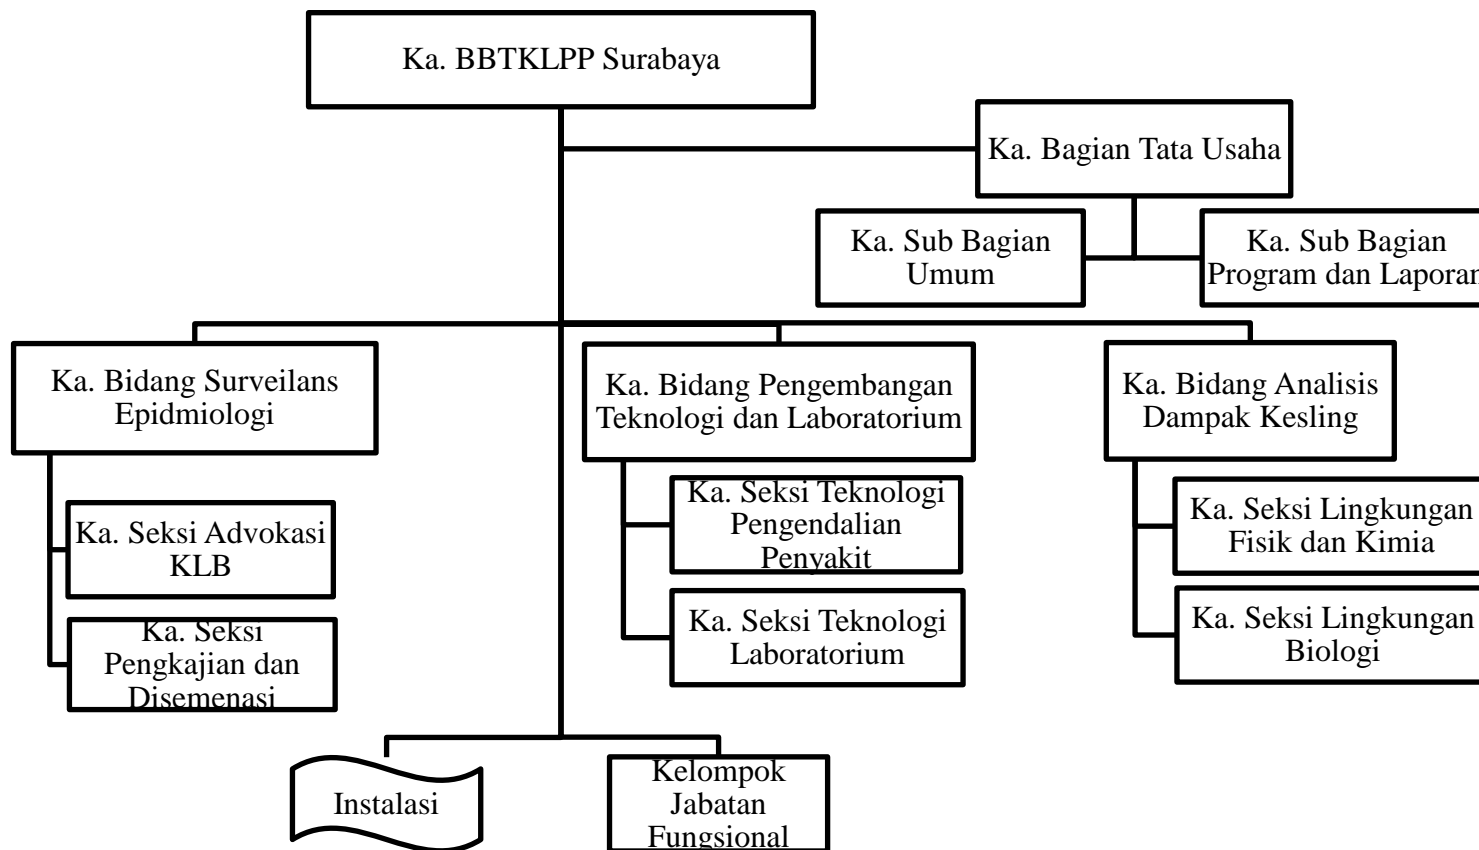 Ka. BBTKLPP Surabaya
Ka. Bagian Tata Usaha
Ka. Sub Bagian
Umum
Ka. Sub Bagian
Program dan Laporan
Ka. Bidang Surveilans
Epidmiologi
Ka. Bidang Pengembangan
Teknologi dan Laboratorium
Ka. Bidang Analisis
Dampak Kesling
Ka. Seksi Advokasi
KLB
Ka. Seksi
Pengkajian dan
Disemenasi
Ka. Seksi Teknologi
Pengendalian
Penyakit
Ka. Seksi Teknologi
Laboratorium
Ka. Seksi Lingkungan
Fisik dan Kimia
Ka. Seksi Lingkungan
Biologi
Instalasi
Kelompok
Jabatan
Fungsional